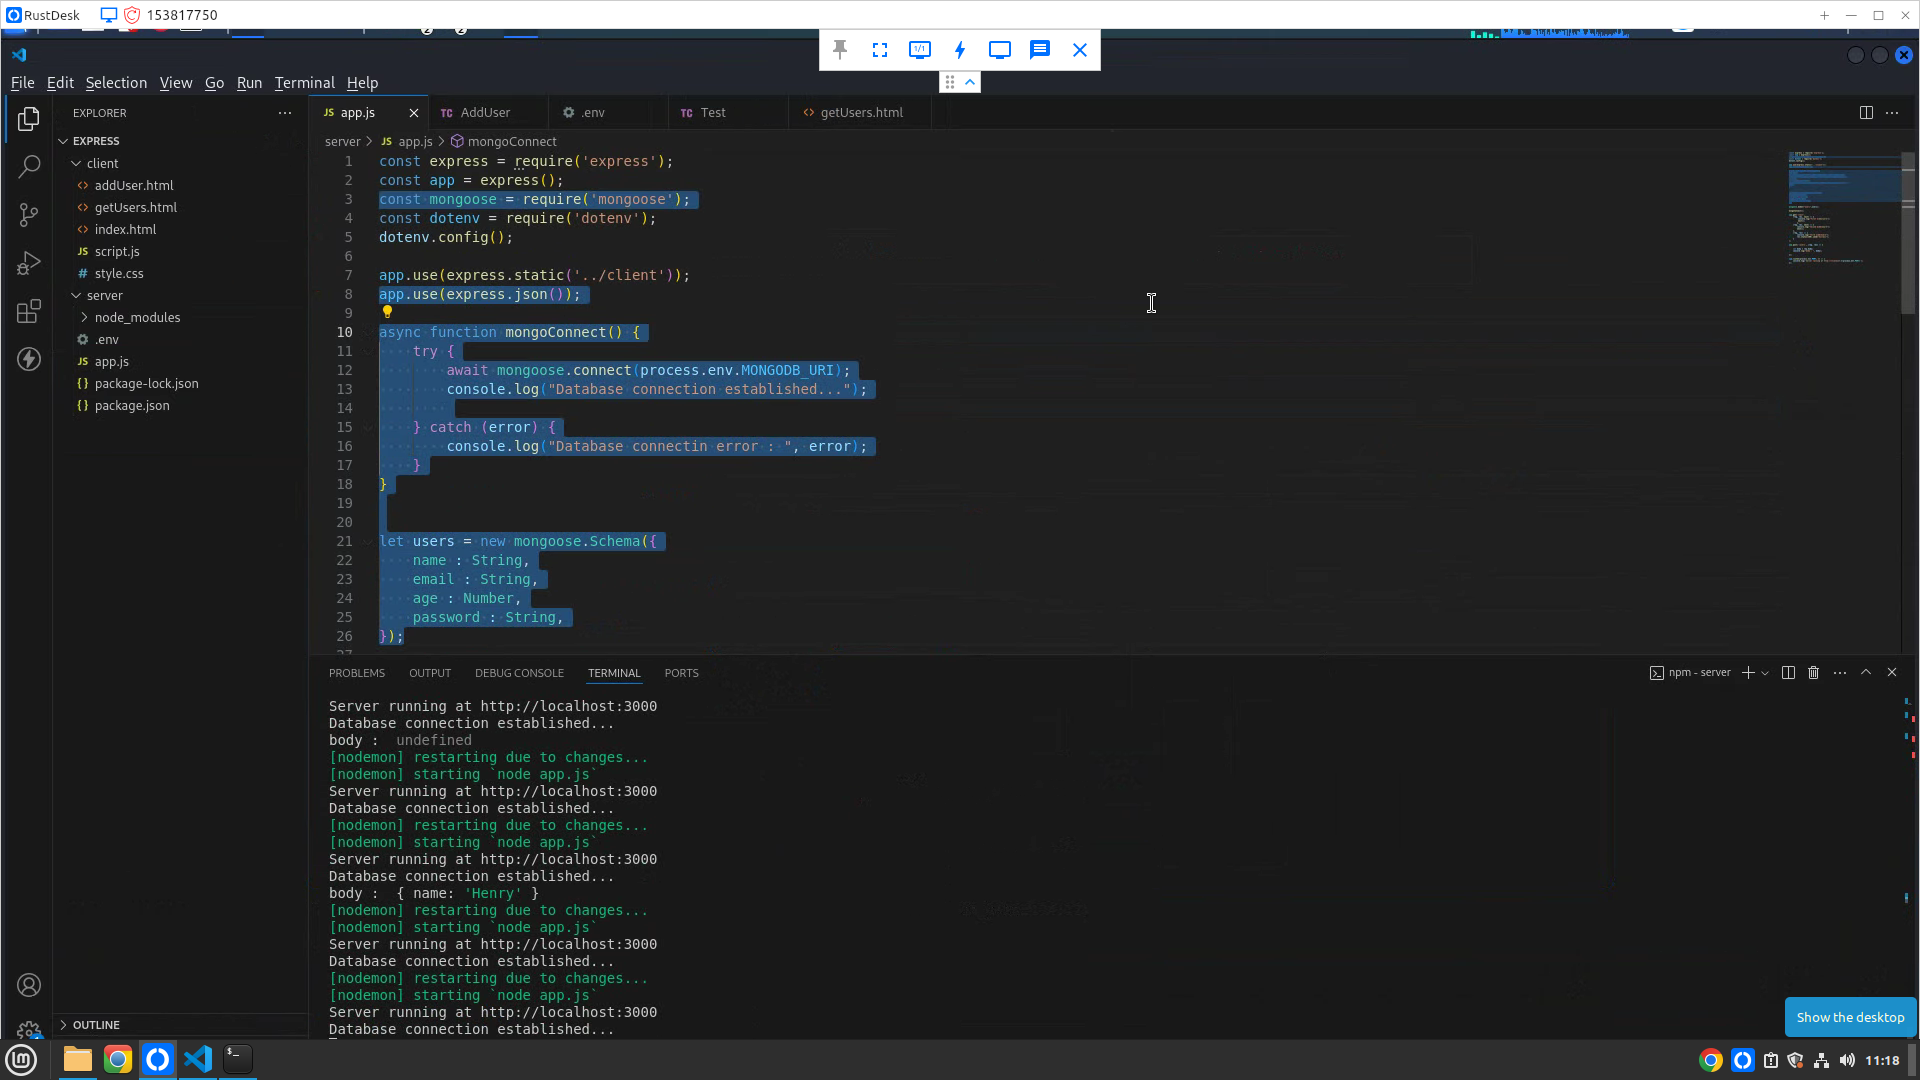 RustDesk
153817750
1/1
File Edit Selection View Go Run Terminal Help
EXPLORER
EXPRESS
client
addUser.html
getUsers.html
index.html
script.js
style.css
server
node_modules
.env
app.js
package-lock.json
package.json
OUTLINE
JS app.js
TC AddUser
.env
TC Test
getUsers.html
server > JS app.js > mongoConnect
1 const express = require('express');
2 const app = express();
3 const mongoose = require('mongoose');
4 const dotenv = require('dotenv');
5 dotenv.config();
6
7 app.use(express.static('../client'));
8 app.use(express.json());
9
10 async function mongoConnect() {
11 try {
12 await mongoose.connect(process.env.MONGODB_URI);
13 console.log("Database connection established...");
14
15 } catch (error) {
16 console.log("Database connectin error : ", error);
17 }
18 }
19
20
21 let users = new mongoose.Schema({
22 name : String,
23 email : String,
24 age : Number,
25 password : String,
26 });
27
PROBLEMS OUTPUT DEBUG CONSOLE TERMINAL PORTS
npm - server
Server running at http://localhost:3000
Database connection established...
body :  undefined
[nodemon] restarting due to changes...
[nodemon] starting `node app.js`
Server running at http://localhost:3000
Database connection established...
[nodemon] restarting due to changes...
[nodemon] starting `node app.js`
Server running at http://localhost:3000
Database connection established...
body :  { name: 'Henry' }
[nodemon] restarting due to changes...
[nodemon] starting `node app.js`
Server running at http://localhost:3000
Database connection established...
[nodemon] restarting due to changes...
[nodemon] starting `node app.js`
Server running at http://localhost:3000
Database connection established...
Show the desktop
11:18